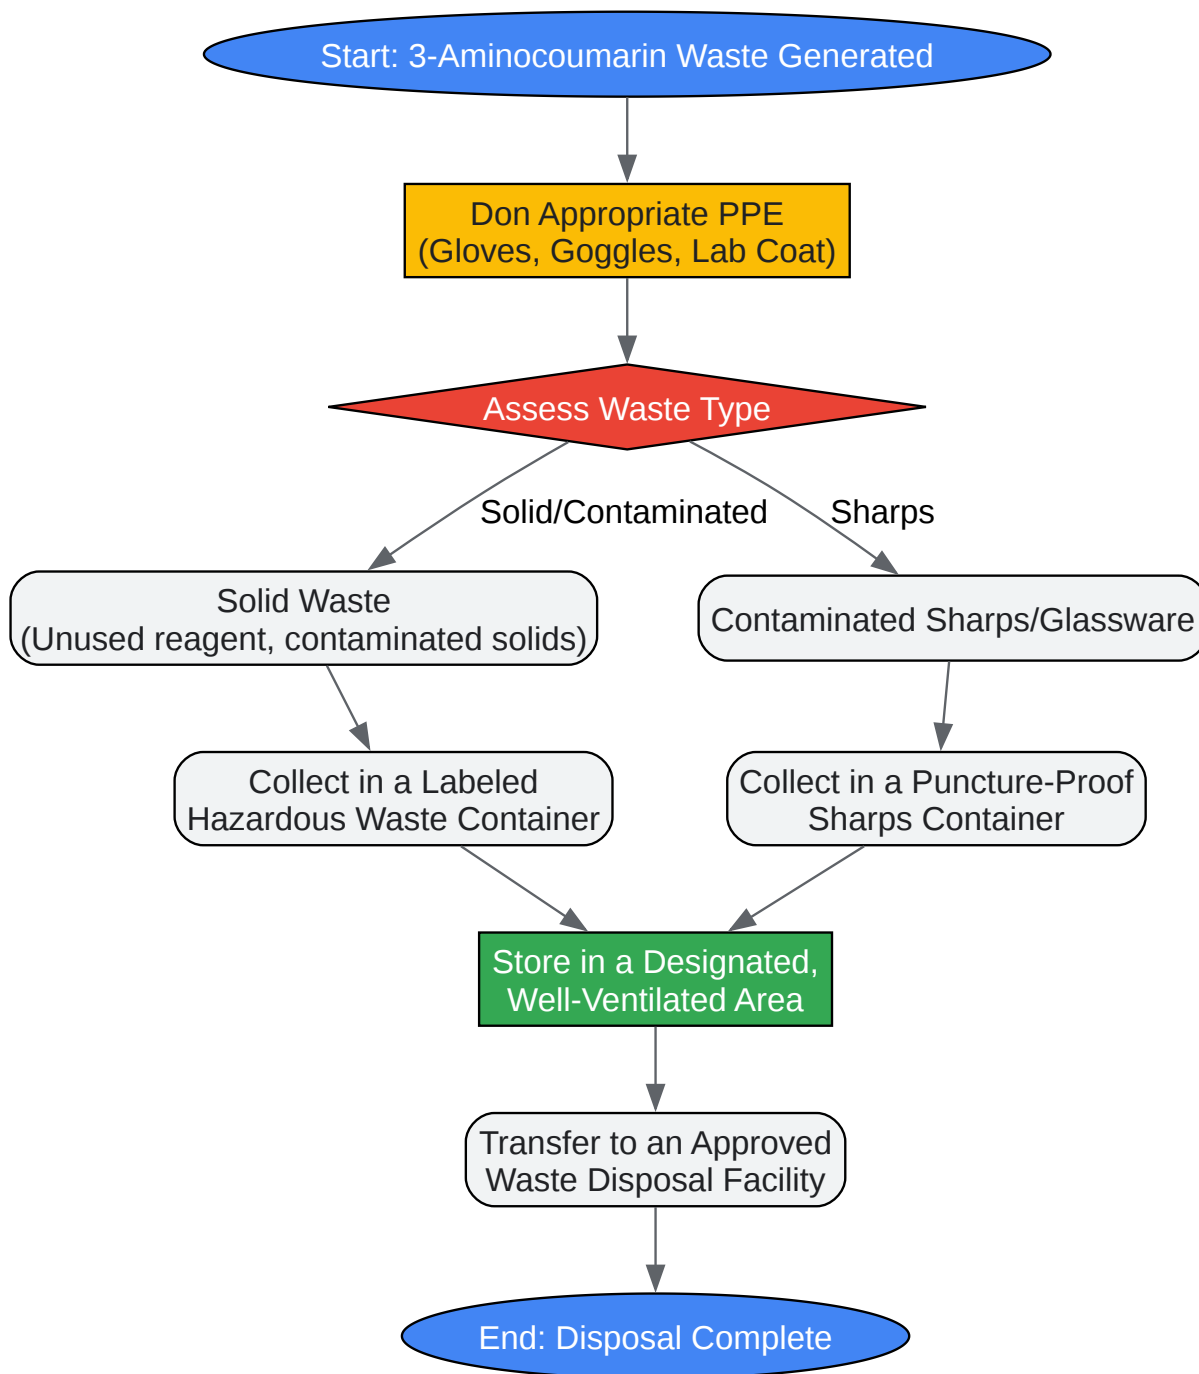 Start: 3-Aminocoumarin Waste Generated
Don Appropriate PPE
(Gloves, Goggles, Lab Coat)
Assess Waste Type
Solid/Contaminated
Sharps
Solid Waste
(Unused reagent, contaminated solids)
Contaminated Sharps/Glassware
Collect in a Labeled
Hazardous Waste Container
Collect in a Puncture-Proof
Sharps Container
Store in a Designated,
Well-Ventilated Area
Transfer to an Approved
Waste Disposal Facility
End: Disposal Complete